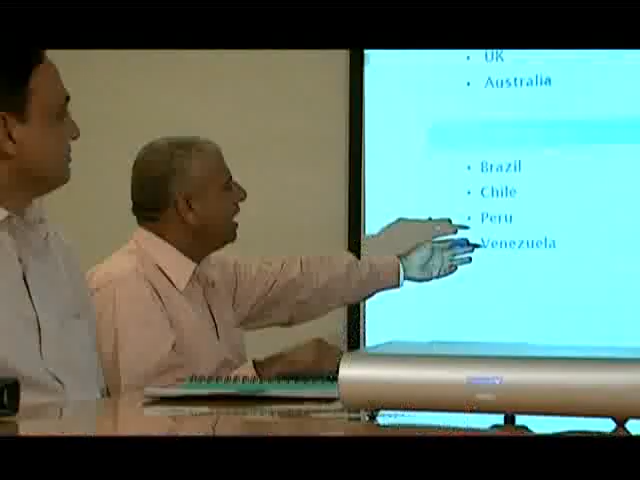 • UK
• Australia
• Brazil
• Chile
• Peru
• Venezuela